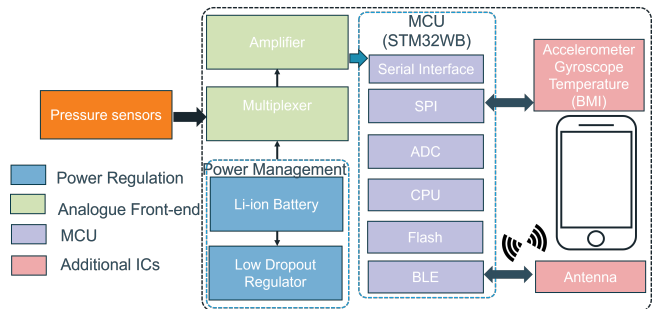 MCU
(STM32WB)
Amplifier
Serial Interface
Accelerometer
Gyroscope
Temperature
(BMI)
Multiplexer
SPI
Pressure sensors
ADC
Power Management
Power Regulation
Li-ion Battery
CPU
Analogue Front-end
MCU
Flash
Additional ICs
Low Dropout
Regulator
BLE
Antenna